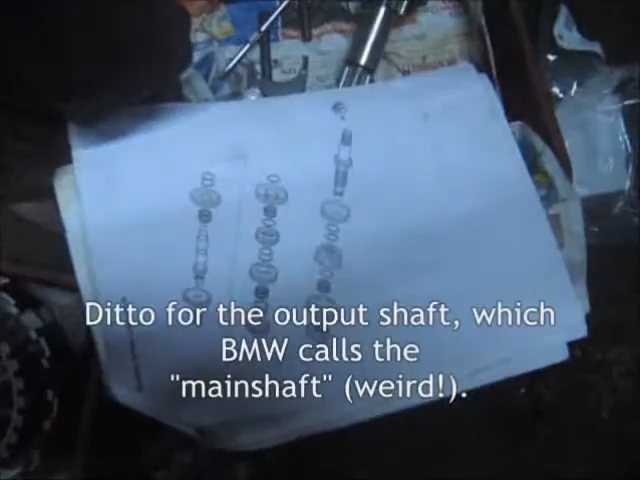 Ditto for the output shaft, which
BMW calls the
"mainshaft" (weird!).